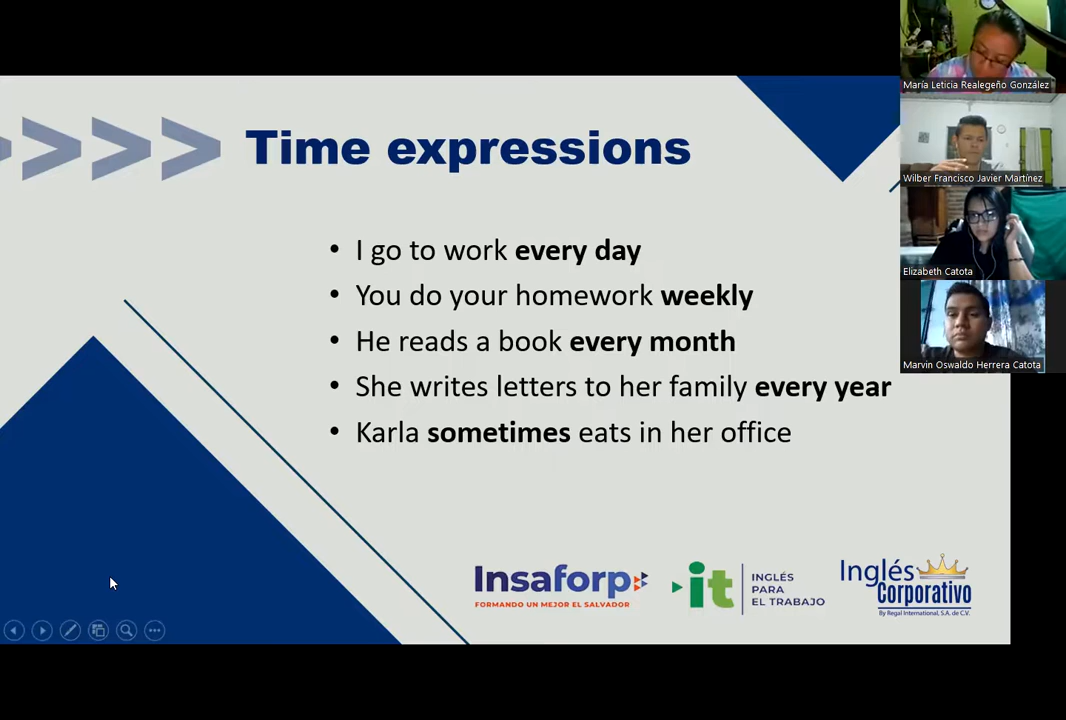 Time expressions
• I go to work every day
• You do your homework weekly
• He reads a book every month
• She writes letters to her family every year
• Karla sometimes eats in her office
Insaforp
FORMANDO UN MEJOR EL SALVADOR
it
INGLÉS
PARA
EL TRABAJO
Inglés
Corporativo
By Regal International, S.A. de C.V.
María Leticia Realegeño González
Wilber Francisco Javier Martínez
Elizabeth Catota
Marvin Oswaldo Herrera Catota